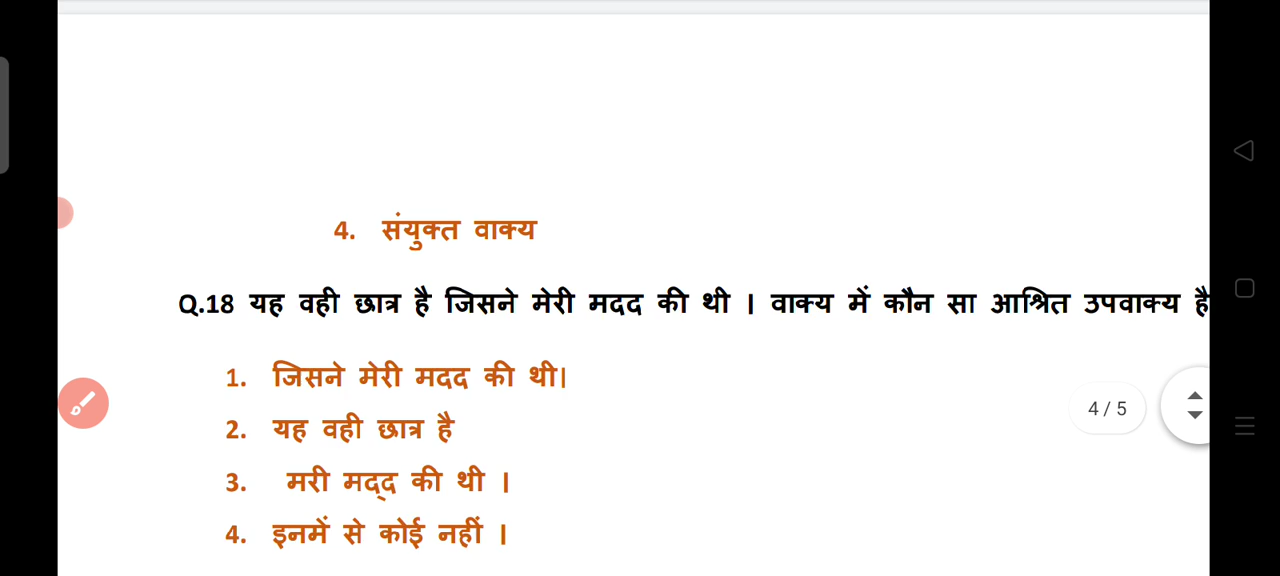 4. संयुक्त वाक्य
Q.18 यह वही छात्र है जिसने मेरी मदद की थी । वाक्य में कौन सा आश्रित उपवाक्य है
1. जिसने मेरी मदद की थी।
2. यह वही छात्र है
3. मरी मद्द की थी ।
4. इनमें से कोई नहीं ।
4 / 5